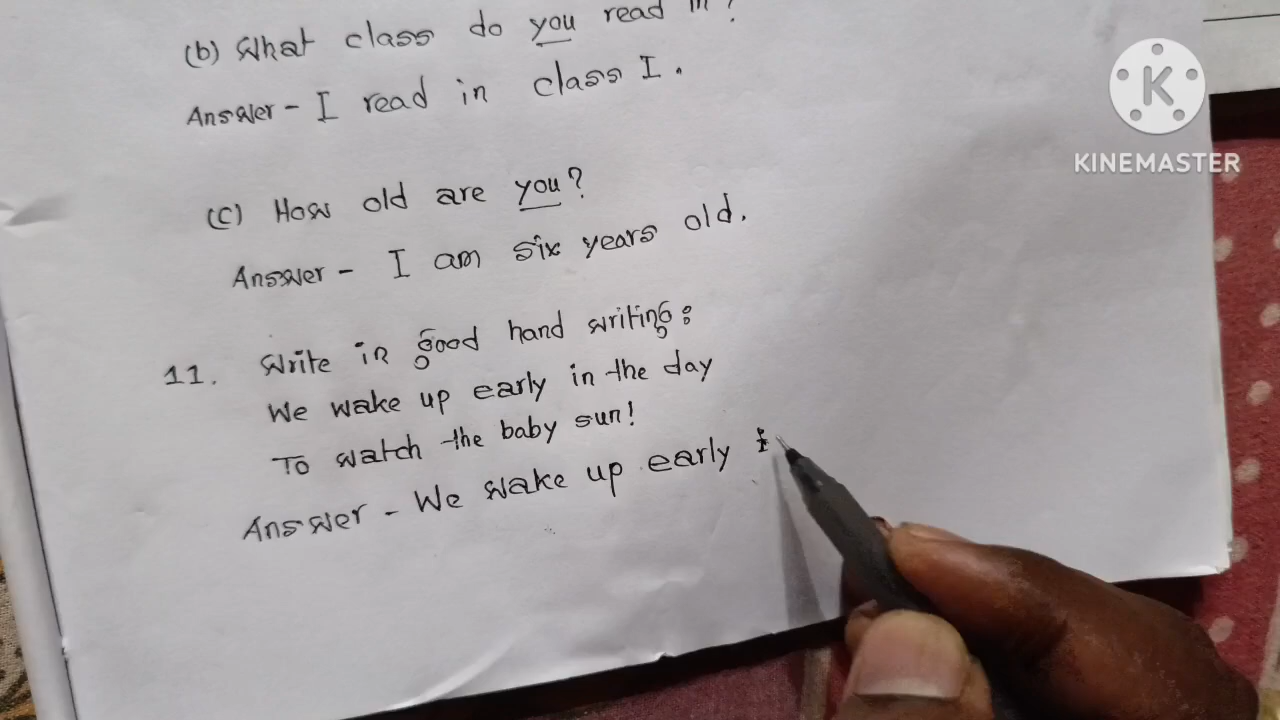 (b) What class do you read in?
Answer - I read in class I.
(c) How old are you?
Answer - I am six years old.
11. Write in good hand writing:
We wake up early in the day
To watch the baby sun!
Answer - We wake up early i
K
KINEMASTER